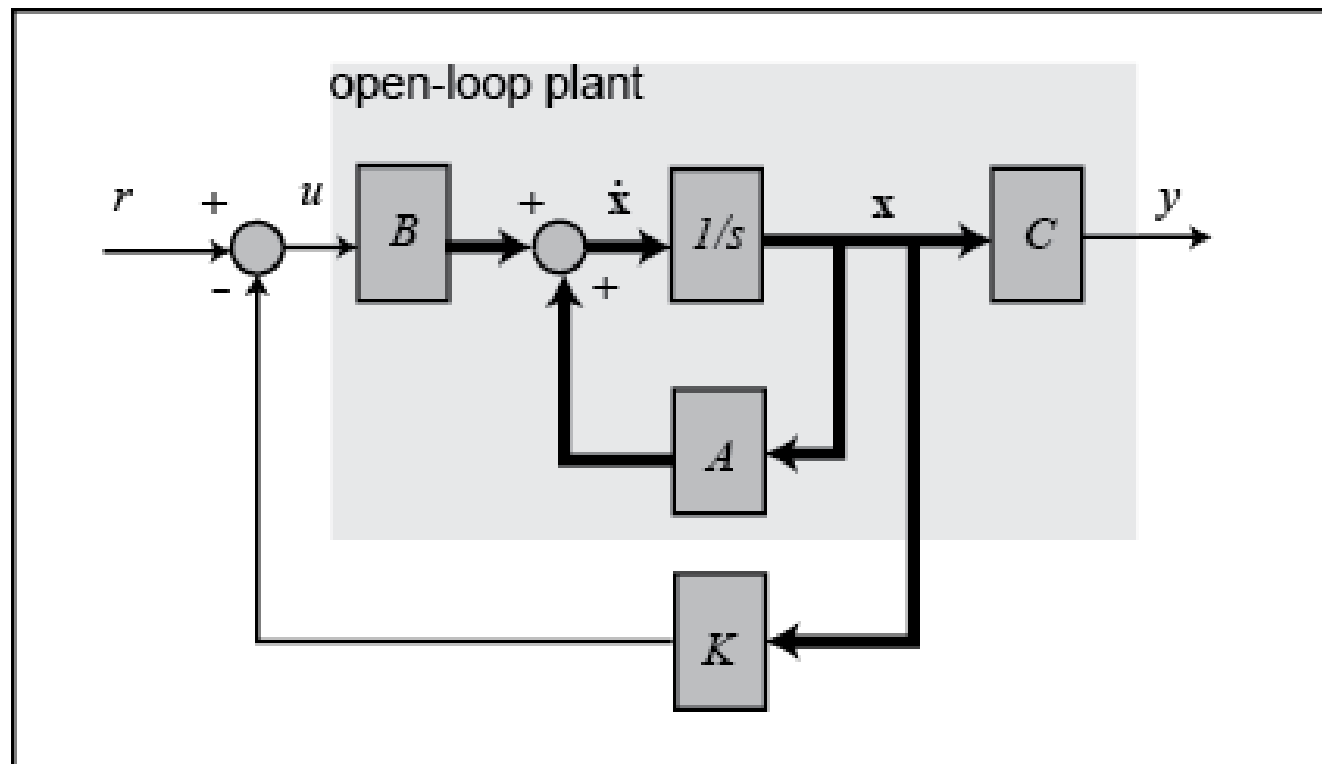 open-loop plant
r + u B + ẋ 1/s x C y
- +
A
K